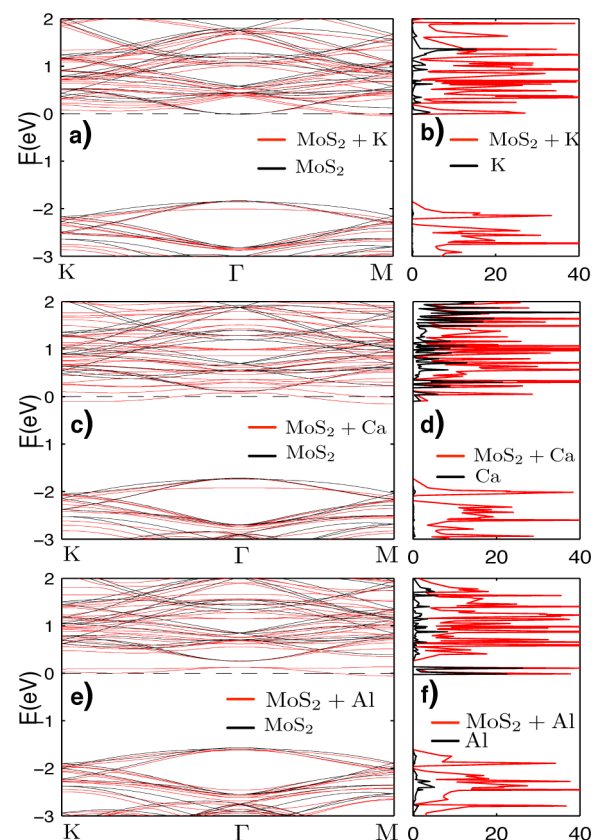 2
1
0
−1
−2
−3
E(eV)
a)
MoS₂ + K
MoS₂
K
Γ
M
b)
MoS₂ + K
K
0
20
40
2
1
0
−1
−2
−3
E(eV)
c)
MoS₂ + Ca
MoS₂
K
Γ
M
d)
MoS₂ + Ca
Ca
0
20
40
2
1
0
−1
−2
−3
E(eV)
e)
MoS₂ + Al
MoS₂
K
Γ
M
f)
MoS₂ + Al
Al
0
20
40